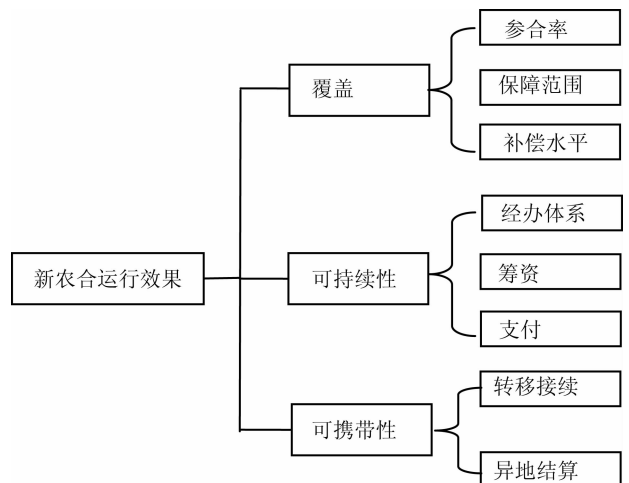 新农合运行效果
覆盖
参合率
保障范围
补偿水平
可持续性
经办体系
筹资
支付
可携带性
转移接续
异地结算